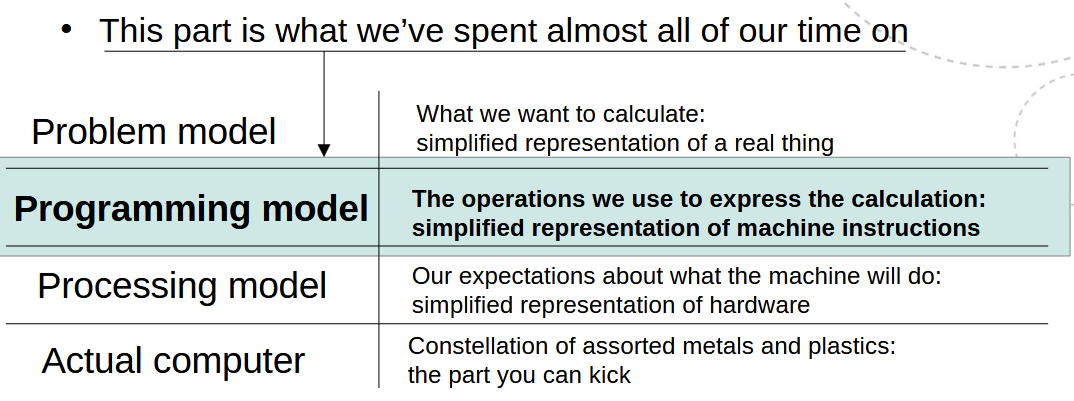 • This part is what we’ve spent almost all of our time on
Problem model
What we want to calculate:
simplified representation of a real thing
Programming model
The operations we use to express the calculation:
simplified representation of machine instructions
Processing model
Our expectations about what the machine will do:
simplified representation of hardware
Actual computer
Constellation of assorted metals and plastics:
the part you can kick